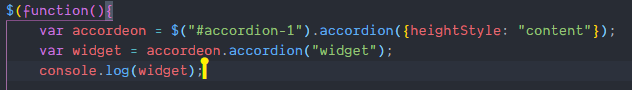 $(function(){
var accordeon = $("#accordion-1").accordion({heightStyle: "content"});
var widget = accordeon.accordion("widget");
console.log(widget);